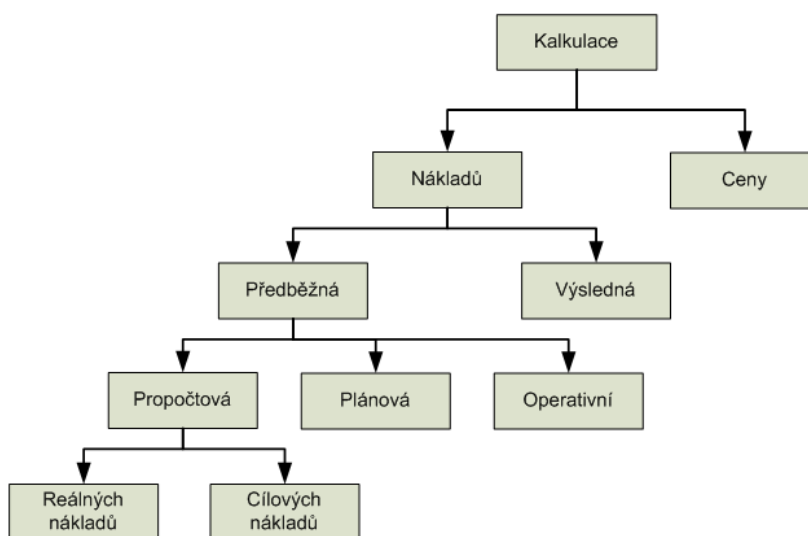 Kalkulace
Nákladů
Ceny
Předběžná
Výsledná
Propočtová
Plánová
Operativní
Reálných
nákladů
Cílových
nákladů